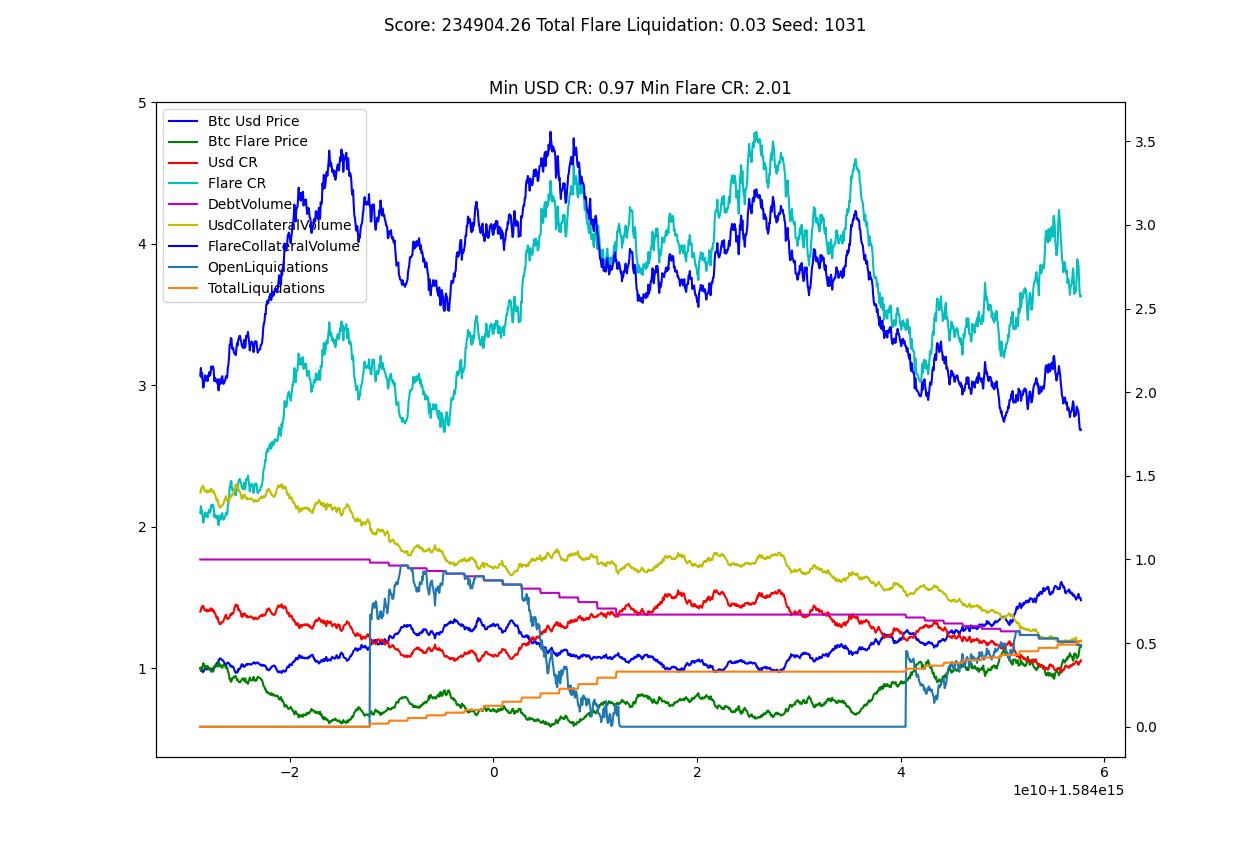 Score: 234904.26 Total Flare Liquidation: 0.03 Seed: 1031
Min USD CR: 0.97 Min Flare CR: 2.01
Btc Usd Price
Btc Flare Price
Usd CR
Flare CR
DebtVolume
UsdCollateralVolume
FlareCollateralVolume
OpenLiquidations
TotalLiquidations
5
4
3
2
1
3.5
3.0
2.5
2.0
1.5
1.0
0.5
0.0
−2
0
2
4
6
1e10+1.584e15